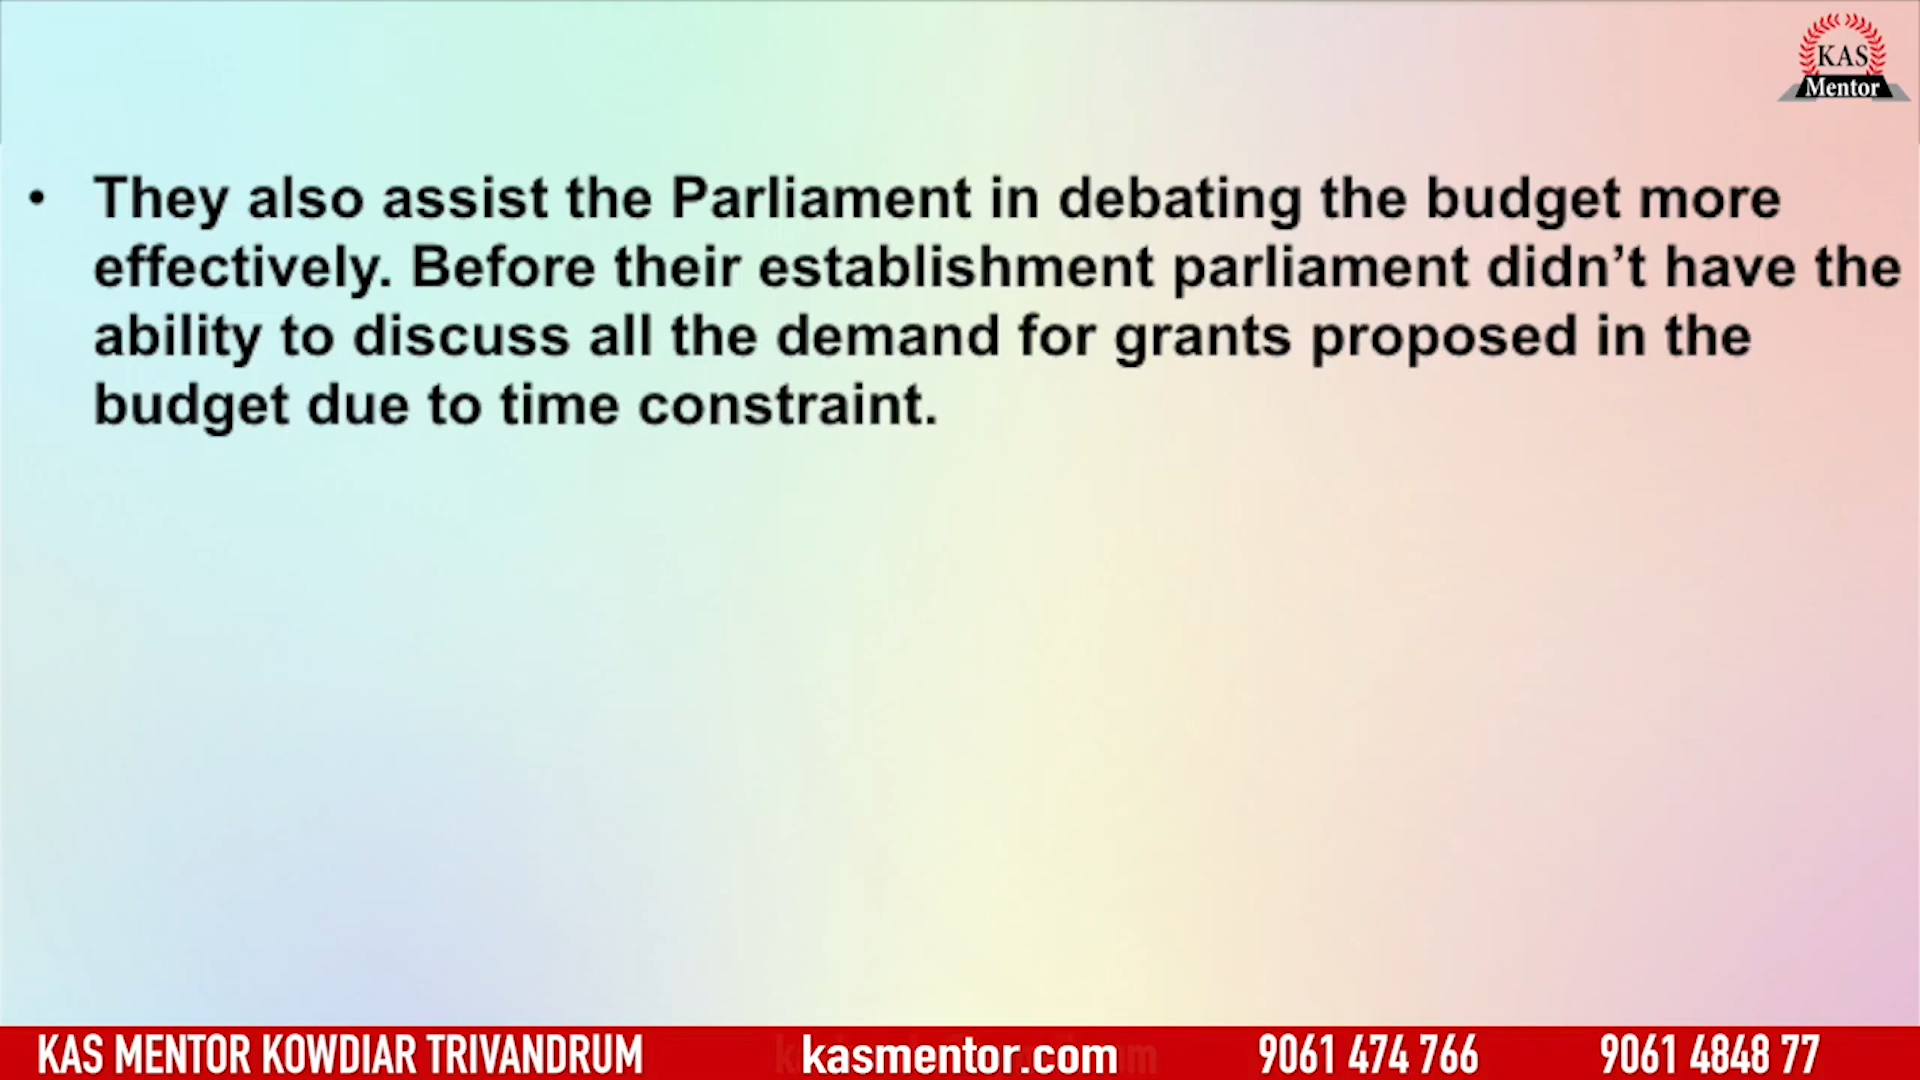 KAS
Mentor
• They also assist the Parliament in debating the budget more
effectively. Before their establishment parliament didn’t have the
ability to discuss all the demand for grants proposed in the
budget due to time constraint.
KAS MENTOR KOWDIAR TRIVANDRUM kasmentor.com 9061 474 766 9061 4848 77